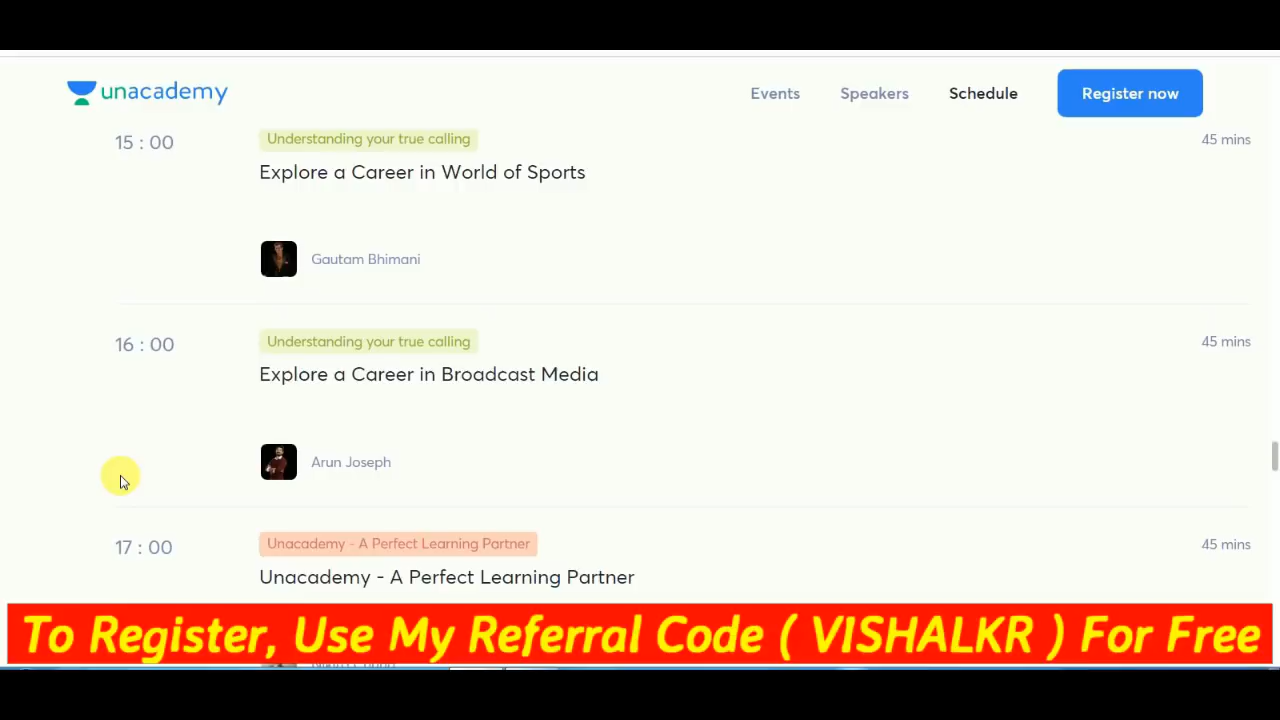 unacademy
Events Speakers Schedule Register now
15 : 00 Understanding your true calling 45 mins
Explore a Career in World of Sports
Gautam Bhimani
16 : 00 Understanding your true calling 45 mins
Explore a Career in Broadcast Media
Arun Joseph
17 : 00 Unacademy - A Perfect Learning Partner 45 mins
Unacademy - A Perfect Learning Partner
To Register, Use My Referral Code ( VISHALKR ) For Free